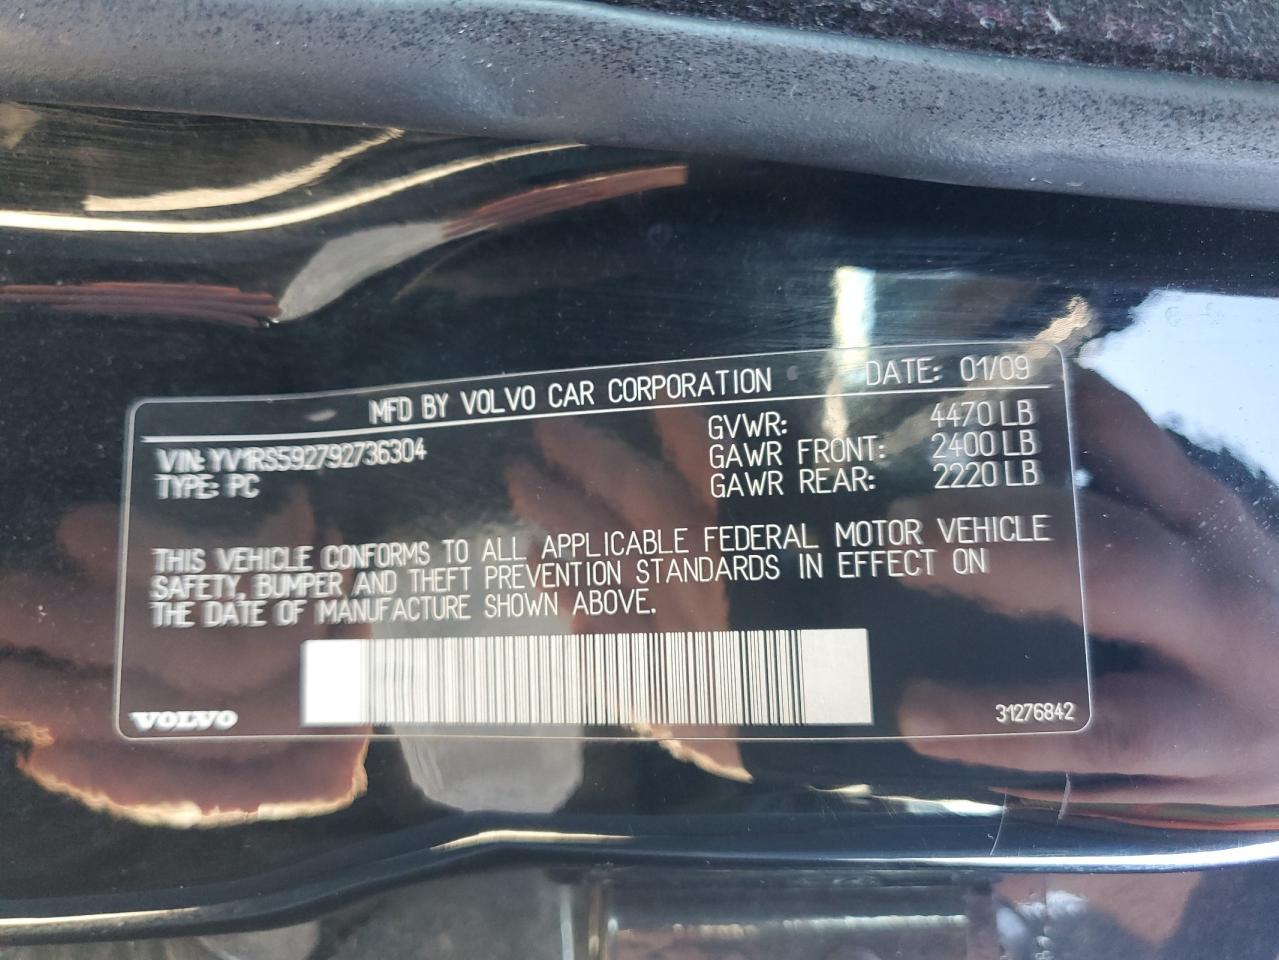 MFD BY VOLVO CAR CORPORATION DATE: 01/09
VIN: YV1RS592792736304
TYPE: PC
GVWR: 4470 LB
GAWR FRONT: 2400 LB
GAWR REAR: 2220 LB
THIS VEHICLE CONFORMS TO ALL APPLICABLE FEDERAL MOTOR VEHICLE
SAFETY, BUMPER AND THEFT PREVENTION STANDARDS IN EFFECT ON
THE DATE OF MANUFACTURE SHOWN ABOVE.
VOLVO
31276842